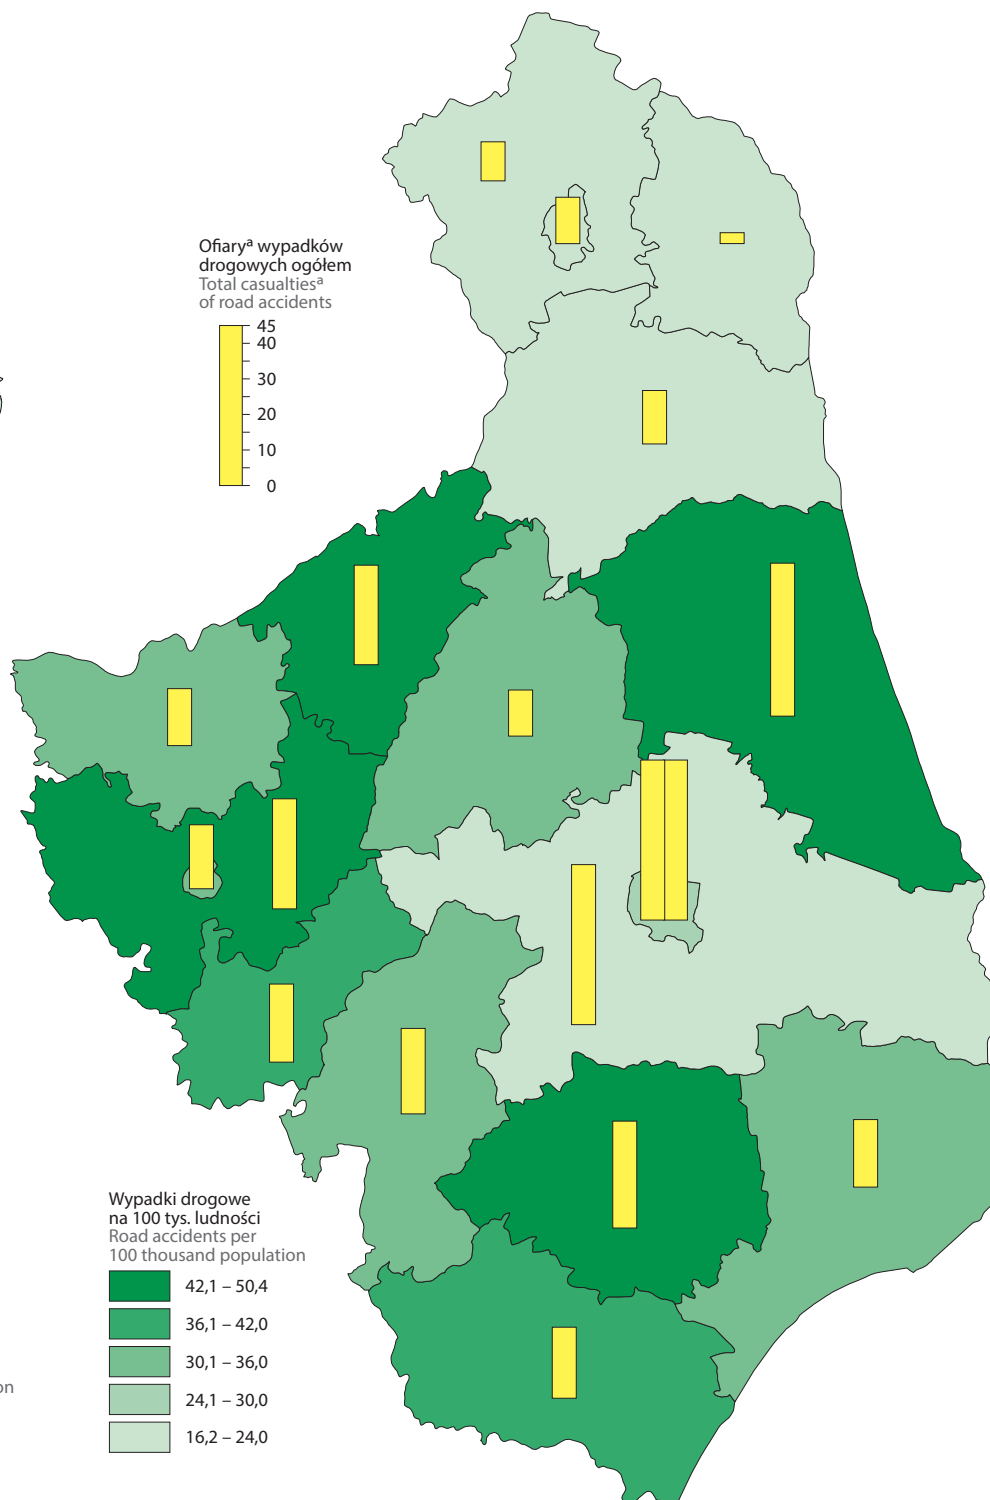 Ofiaryª wypadków
drogowych ogółem
Total casualtiesª
of road accidents
45
40
30
20
10
0
Wypadki drogowe
na 100 tys. ludności
Road accidents per
100 thousand population
42,1 – 50,4
36,1 – 42,0
30,1 – 36,0
24,1 – 30,0
16,2 – 24,0
on